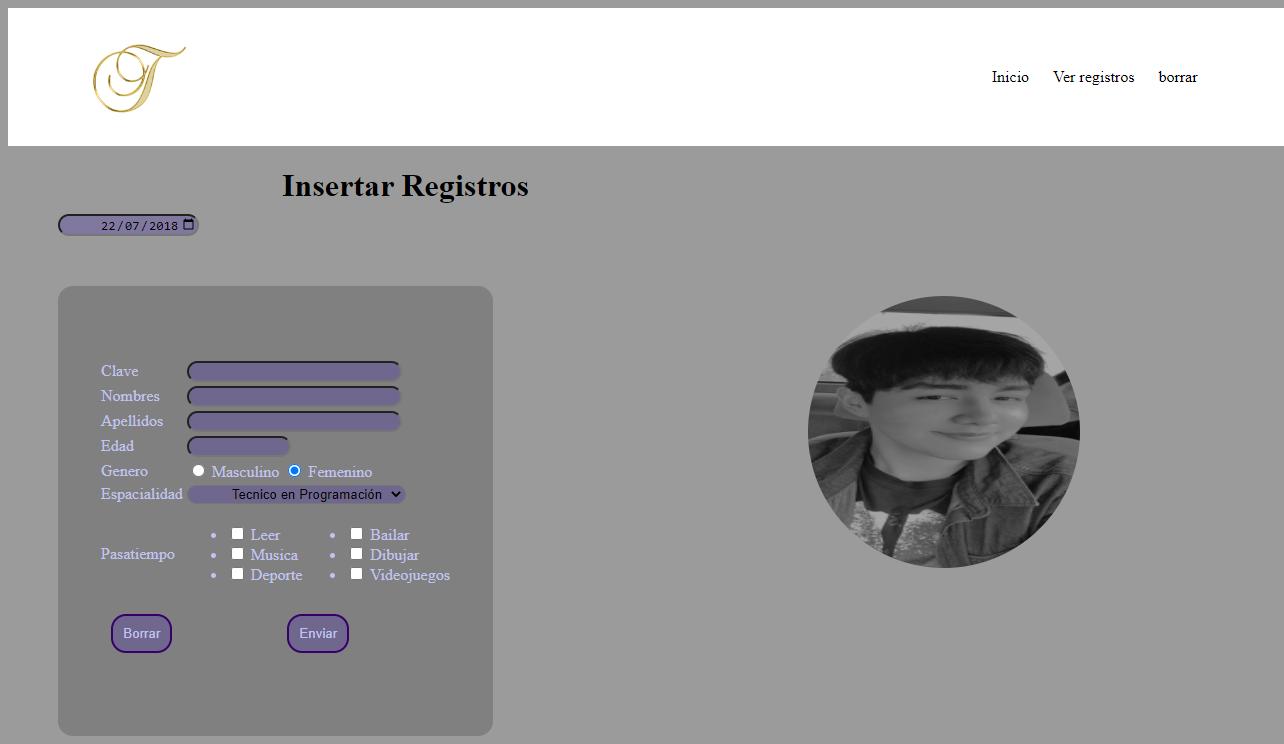 T
Inicio Ver registros borrar
Insertar Registros
22/07/2018
Clave
Nombres
Apellidos
Edad
Genero Masculino Femenino
Espacialidad Tecnico en Programación
Leer Bailar
Pasatiempo Musica Dibujar
Deporte Videojuegos
Borrar Enviar